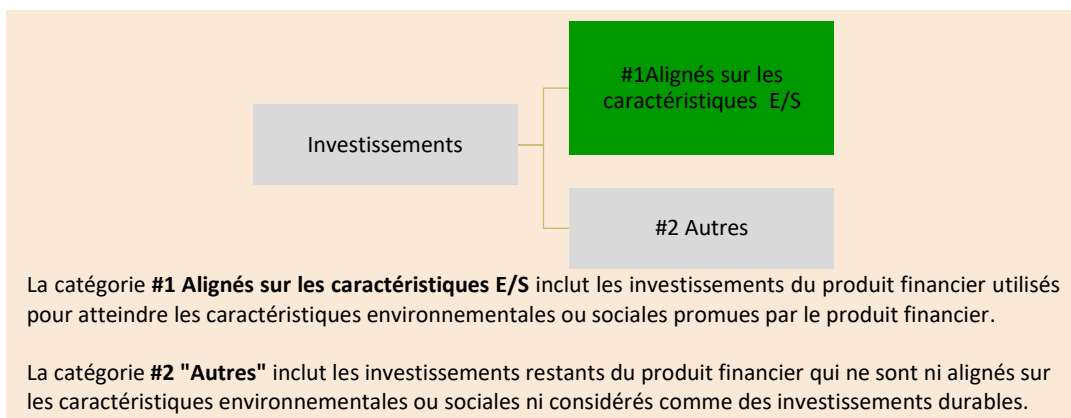 #1Alignés sur les
caractéristiques E/S
Investissements
#2 Autres
La catégorie #1 Alignés sur les caractéristiques E/S inclut les investissements du produit financier utilisés
pour atteindre les caractéristiques environnementales ou sociales promues par le produit financier.
La catégorie #2 "Autres" inclut les investissements restants du produit financier qui ne sont ni alignés sur
les caractéristiques environnementales ou sociales ni considérés comme des investissements durables.